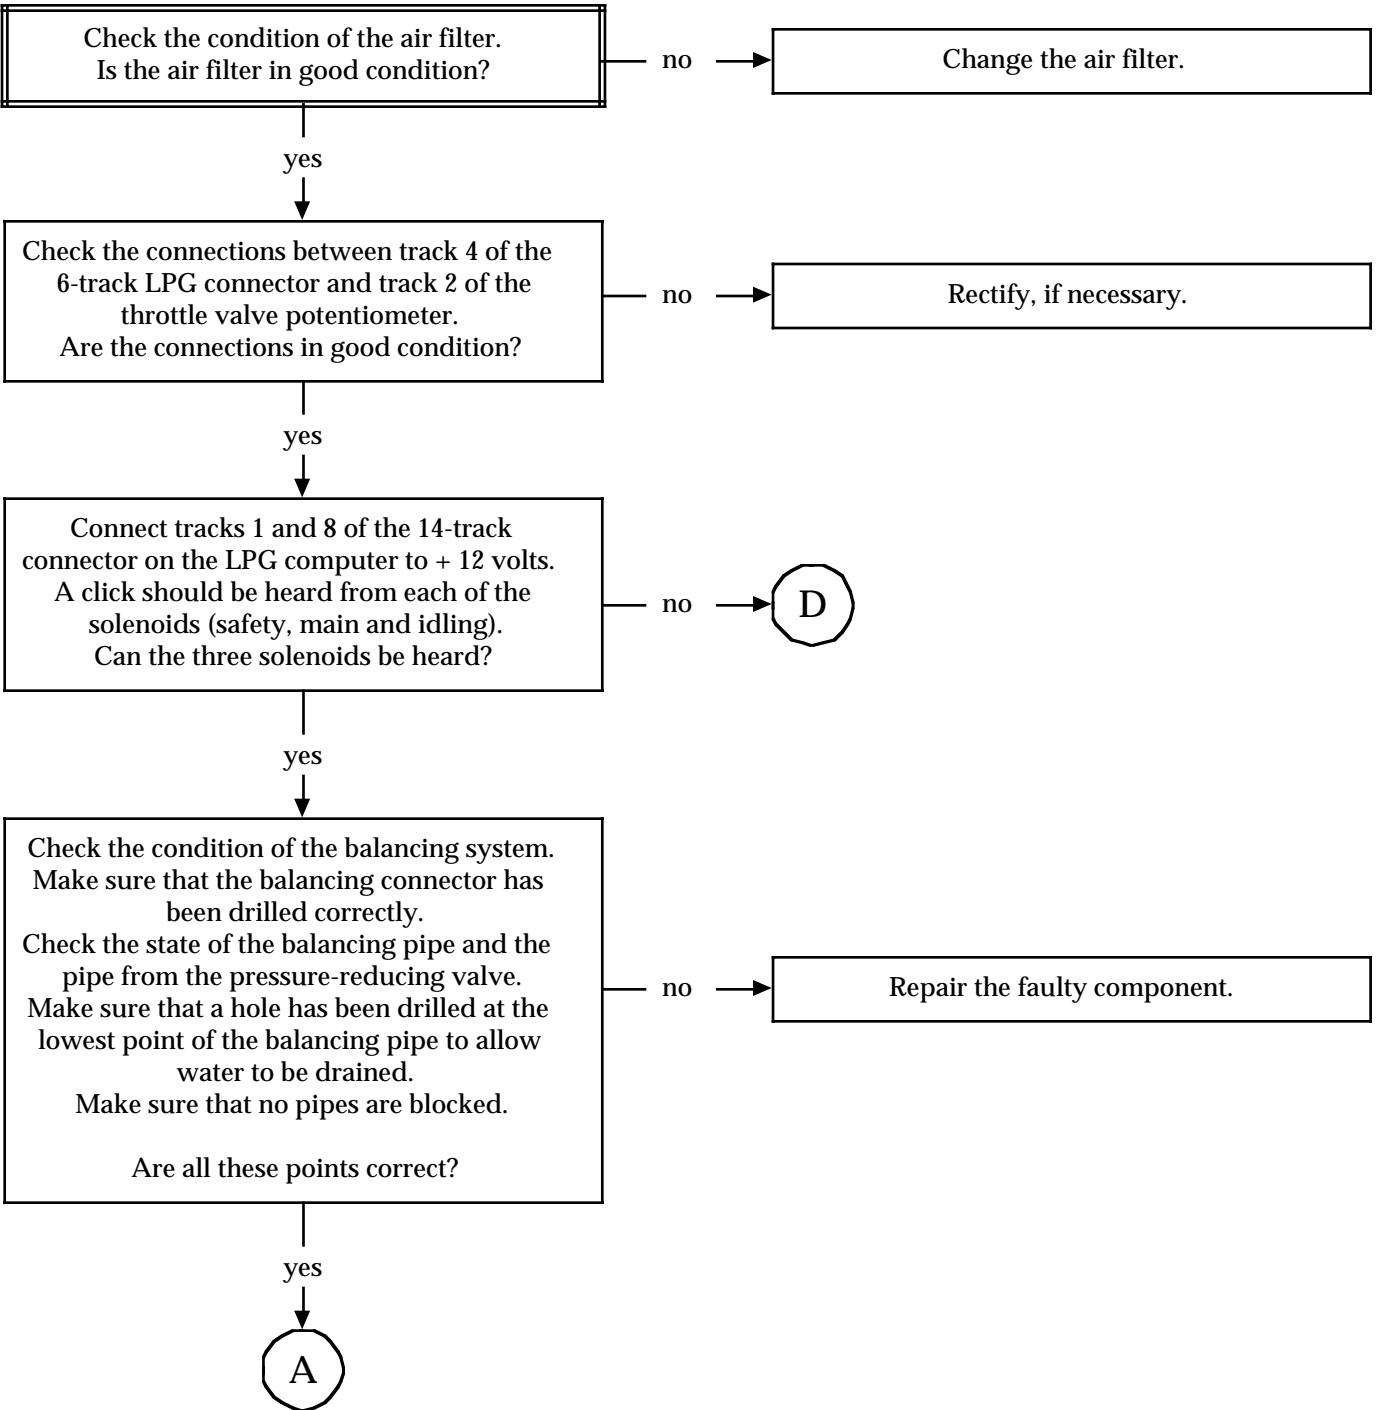 Check the condition of the air filter.
Is the air filter in good condition?
no
Change the air filter.
yes
Check the connections between track 4 of the
6-track LPG connector and track 2 of the
throttle valve potentiometer.
Are the connections in good condition?
no
Rectify, if necessary.
yes
Connect tracks 1 and 8 of the 14-track
connector on the LPG computer to + 12 volts.
A click should be heard from each of the
solenoids (safety, main and idling).
Can the three solenoids be heard?
no
D
yes
Check the condition of the balancing system.
Make sure that the balancing connector has
been drilled correctly.
Check the state of the balancing pipe and the
pipe from the pressure-reducing valve.
Make sure that a hole has been drilled at the
lowest point of the balancing pipe to allow
water to be drained.
Make sure that no pipes are blocked.
Are all these points correct?
no
Repair the faulty component.
yes
A